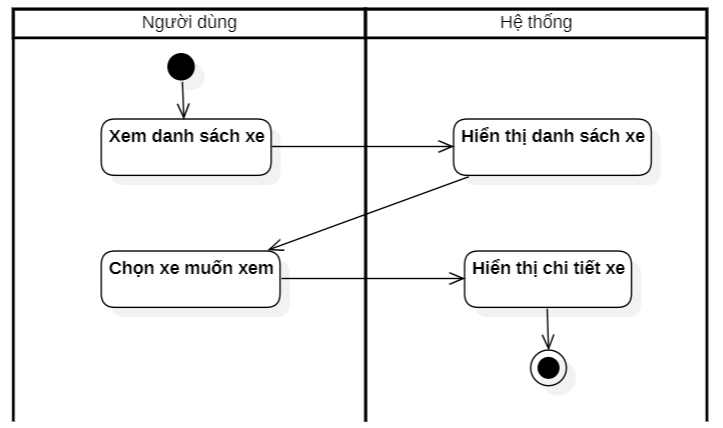 Người dùng
Hệ thống
Xem danh sách xe
Hiển thị danh sách xe
Chọn xe muốn xem
Hiển thị chi tiết xe